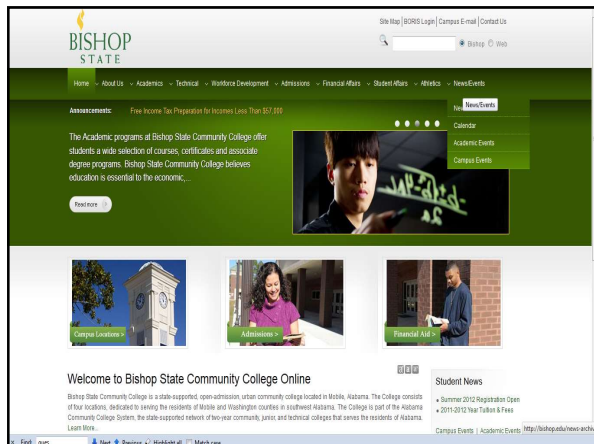 Site Map | BORIS Login | Campus E-mail | Contact Us
BISHOP
STATE
Bishop Web
Home About Us Academics Technical Workforce Development Admissions Financial Affairs Student Affairs Athletics News/Events
Announcements: Free Income Tax Preparation for Incomes Less Than $57,000
News/Events
Calendar
Academic Events
Campus Events
The Academic programs at Bishop State Community College offer
students a wide selection of courses, certificates and associate
degree programs. Bishop State Community College believes
education is essential to the economic,...
Read more
2a
Campus Locations >
Admissions >
Financial Aid >
Welcome to Bishop State Community College Online
Bishop State Community College is a state-supported, open-admission, urban community college located in Mobile, Alabama. The College consists
of four locations, dedicated to serving the residents of Mobile and Washington counties in southwest Alabama. The College is part of the Alabama
Community College System, the state-supported network of two-year community, junior, and technical colleges that serves the residents of Alabama.
Learn More...
Student News
Summer 2012 Registration Open
2011-2012 Year Tuition & Fees
Campus Events | Academic Events
http://bishop.edu/news-archiv
× Find: gues Next Previous Highlight all Match case